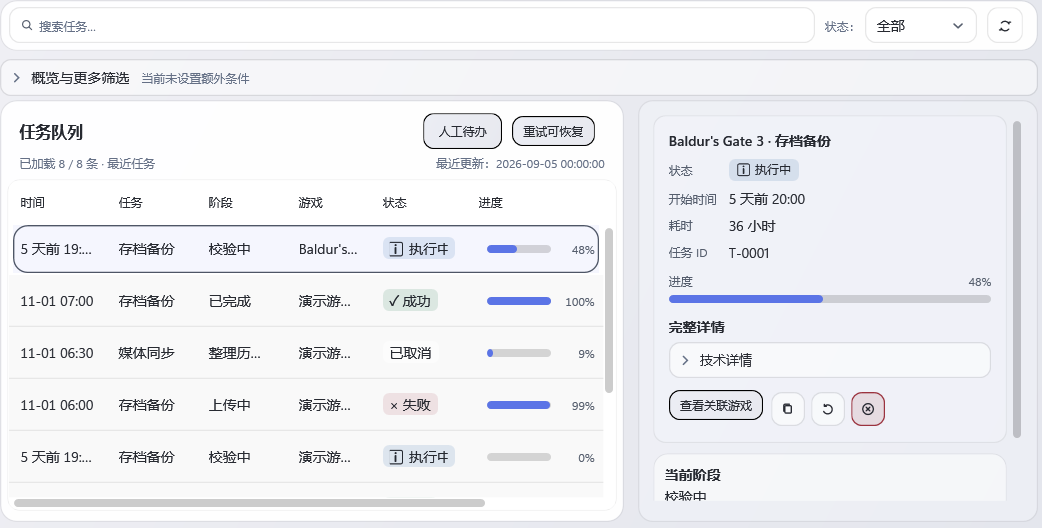 搜索任务... 状态： 全部
概览与更多筛选 当前未设置额外条件
任务队列 人工待办 重试可恢复
已加载 8 / 8 条 · 最近任务 最近更新：2026-09-05 00:00:00
时间 任务 阶段 游戏 状态 进度
5 天前 19:... 存档备份 校验中 Baldur's... 执行中 48%
11-01 07:00 存档备份 已完成 演示游... ✓ 成功 100%
11-01 06:30 媒体同步 整理历... 演示游... 已取消 9%
11-01 06:00 存档备份 上传中 演示游... × 失败 99%
5 天前 19:... 存档备份 校验中 演示游... 执行中 0%
Baldur's Gate 3 · 存档备份
状态 执行中
开始时间 5 天前 20:00
耗时 36 小时
任务 ID T-0001
进度 48%
完整详情
技术详情
查看关联游戏
当前阶段
校验中